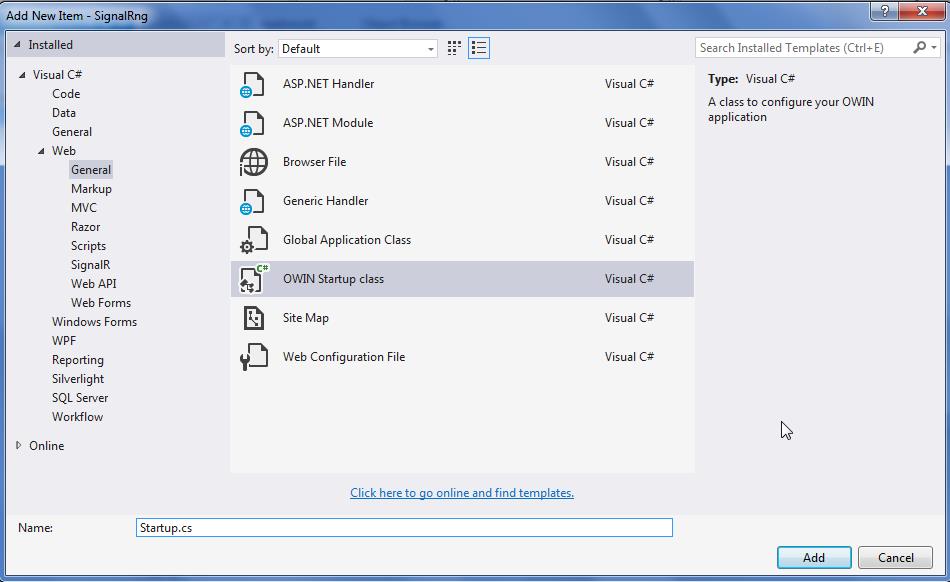 Add New Item - SignalRng
Installed
Sort by: Default
Search Installed Templates (Ctrl+E)
Visual C#
Code
Data
General
Web
General
Markup
MVC
Razor
Scripts
SignalR
Web API
Web Forms
Windows Forms
WPF
Reporting
Silverlight
SQL Server
Workflow
Online
ASP.NET Handler Visual C#
ASP.NET Module Visual C#
Browser File Visual C#
Generic Handler Visual C#
Global Application Class Visual C#
C#
OWIN Startup class Visual C#
Site Map Visual C#
Web Configuration File Visual C#
Type: Visual C#
A class to configure your OWIN
application
Click here to go online and find templates.
Name: Startup.cs
Add Cancel